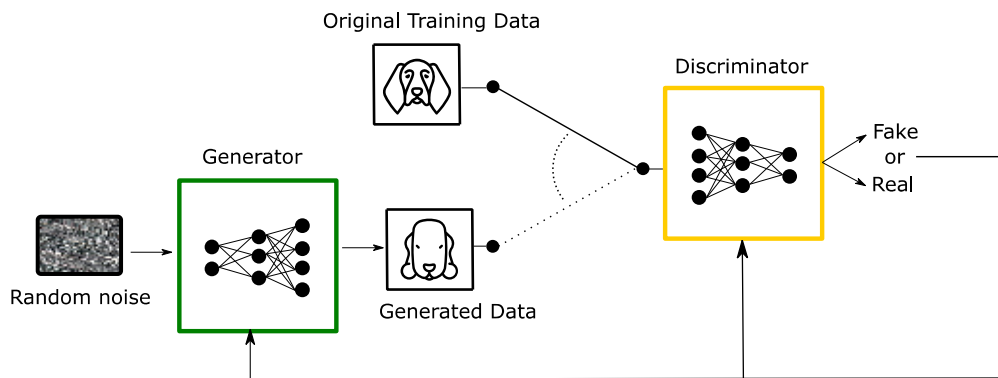 Original Training Data
Discriminator
Generator
Fake
or
Real
Random noise
Generated Data